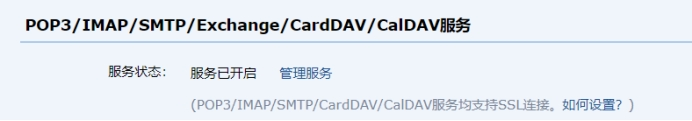 POP3/IMAP/SMTP/Exchange/CardDAV/CalDAV服务
服务状态： 服务已开启 管理服务
(POP3/IMAP/SMTP/CardDAV/CalDAV服务均支持SSL连接。如何设置？)